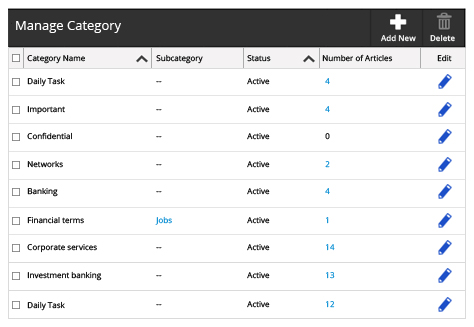 Manage Category
Add New
Delete
Category Name Subcategory Status Number of Articles Edit
Daily Task -- Active 4
Important -- Active 4
Confidential -- Active 0
Networks -- Active 2
Banking -- Active 4
Financial terms Jobs Active 1
Corporate services -- Active 14
Investment banking -- Active 13
Daily Task -- Active 12